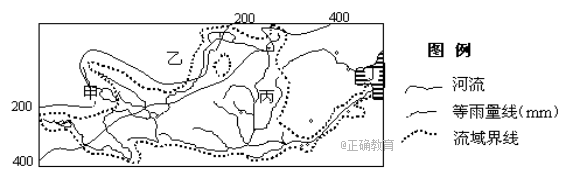 200 400
乙
甲
丙
丁
200
400
图 例
河流
等雨量线(mm)
流域界线
@正确教育